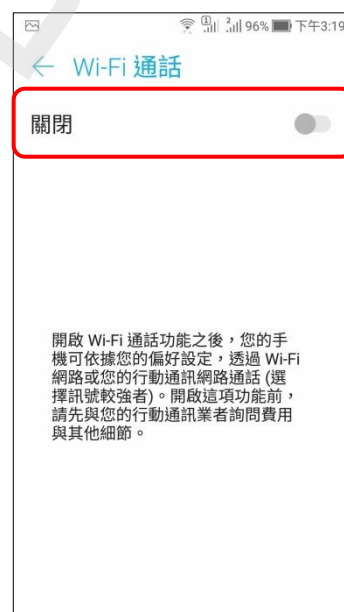 1 2 96% 下午3:19
← Wi-Fi 通話
關閉
開啟 Wi-Fi 通話功能之後，您的手
機可依據您的偏好設定，透過 Wi-Fi
網路或您的行動通訊網路通話 (選
擇訊號較強者)。開啟這項功能前，
請先與您的行動通訊業者詢問費用
與其他細節。